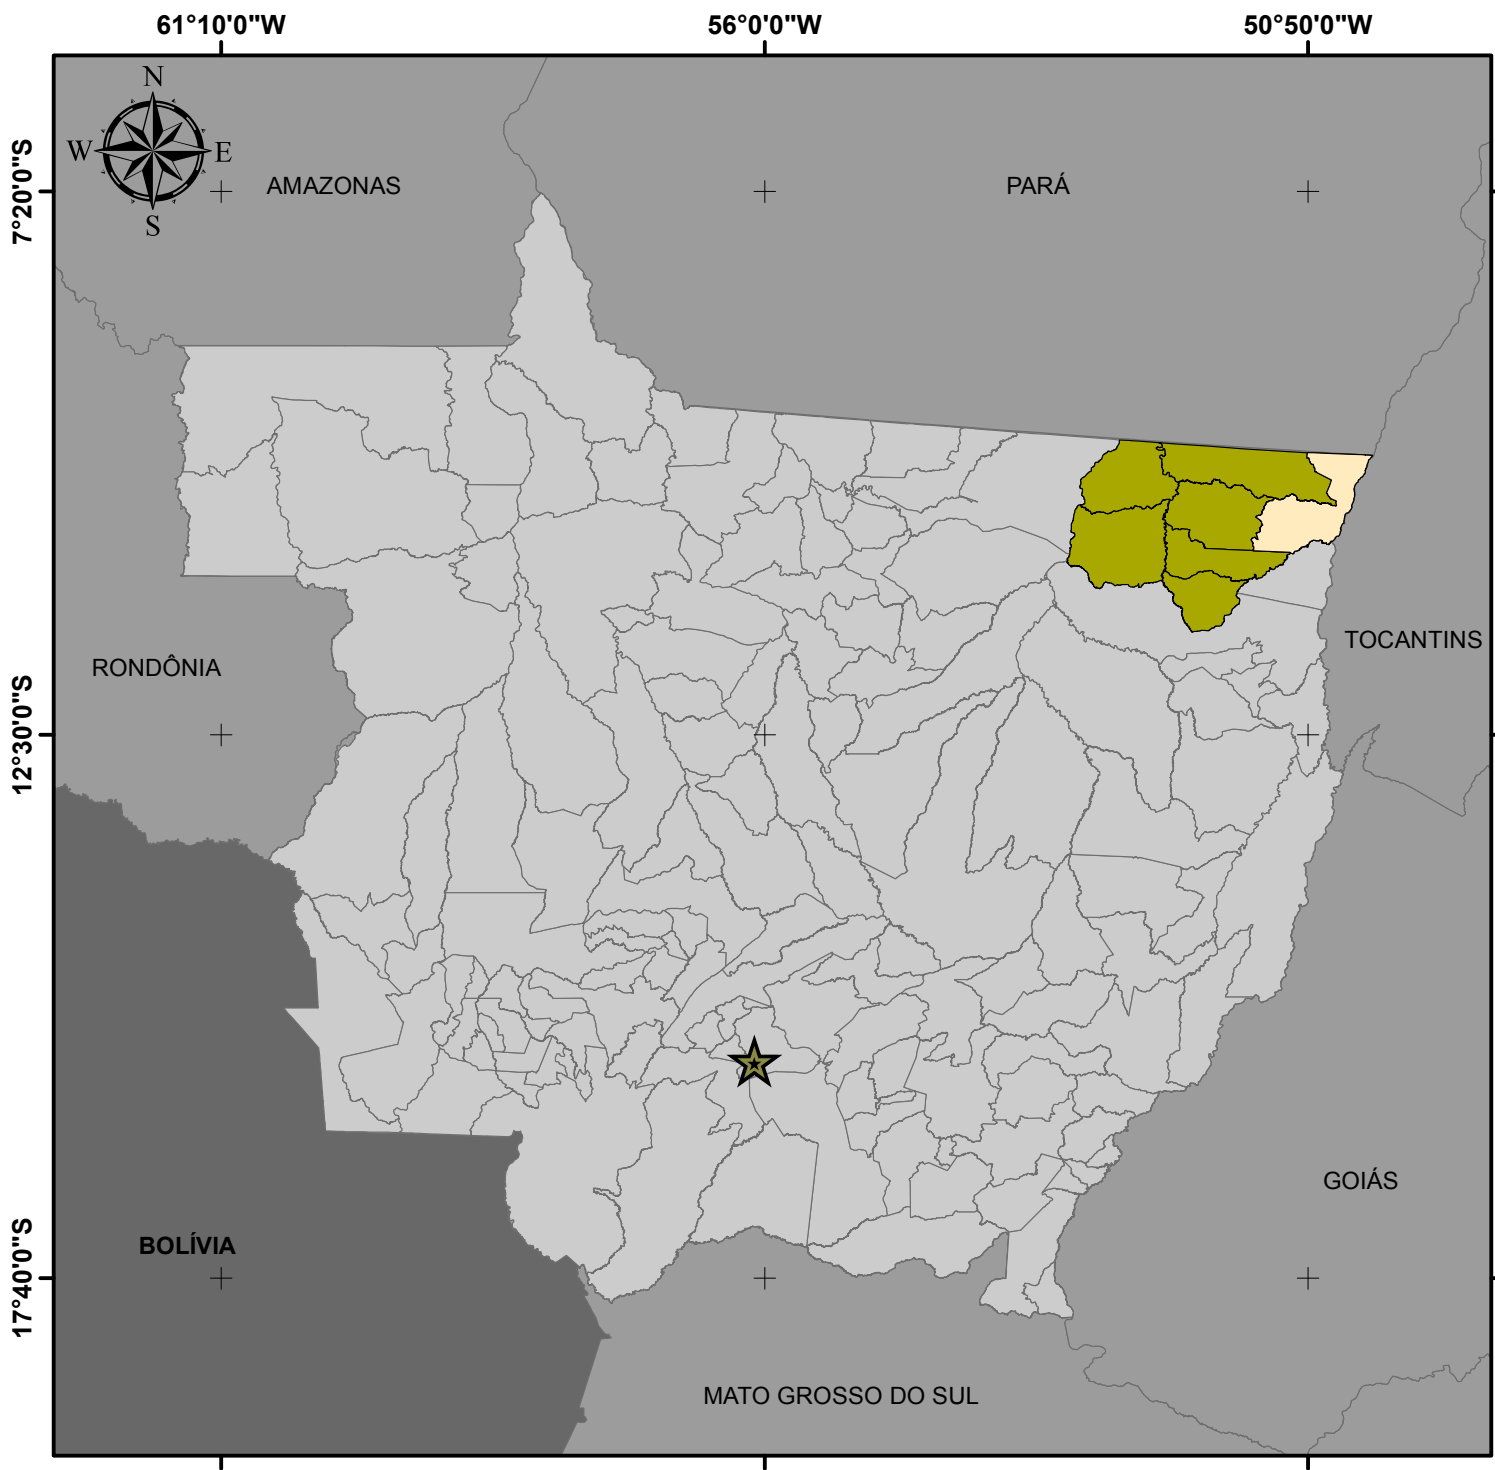 61°10'0"W 56°0'0"W 50°50'0"W
N
W E
S
7°20'0"S
AMAZONAS PARÁ
RONDÔNIA
TOCANTINS
12°30'0"S
GOIÁS
BOLÍVIA
17°40'0"S
MATO GROSSO DO SUL